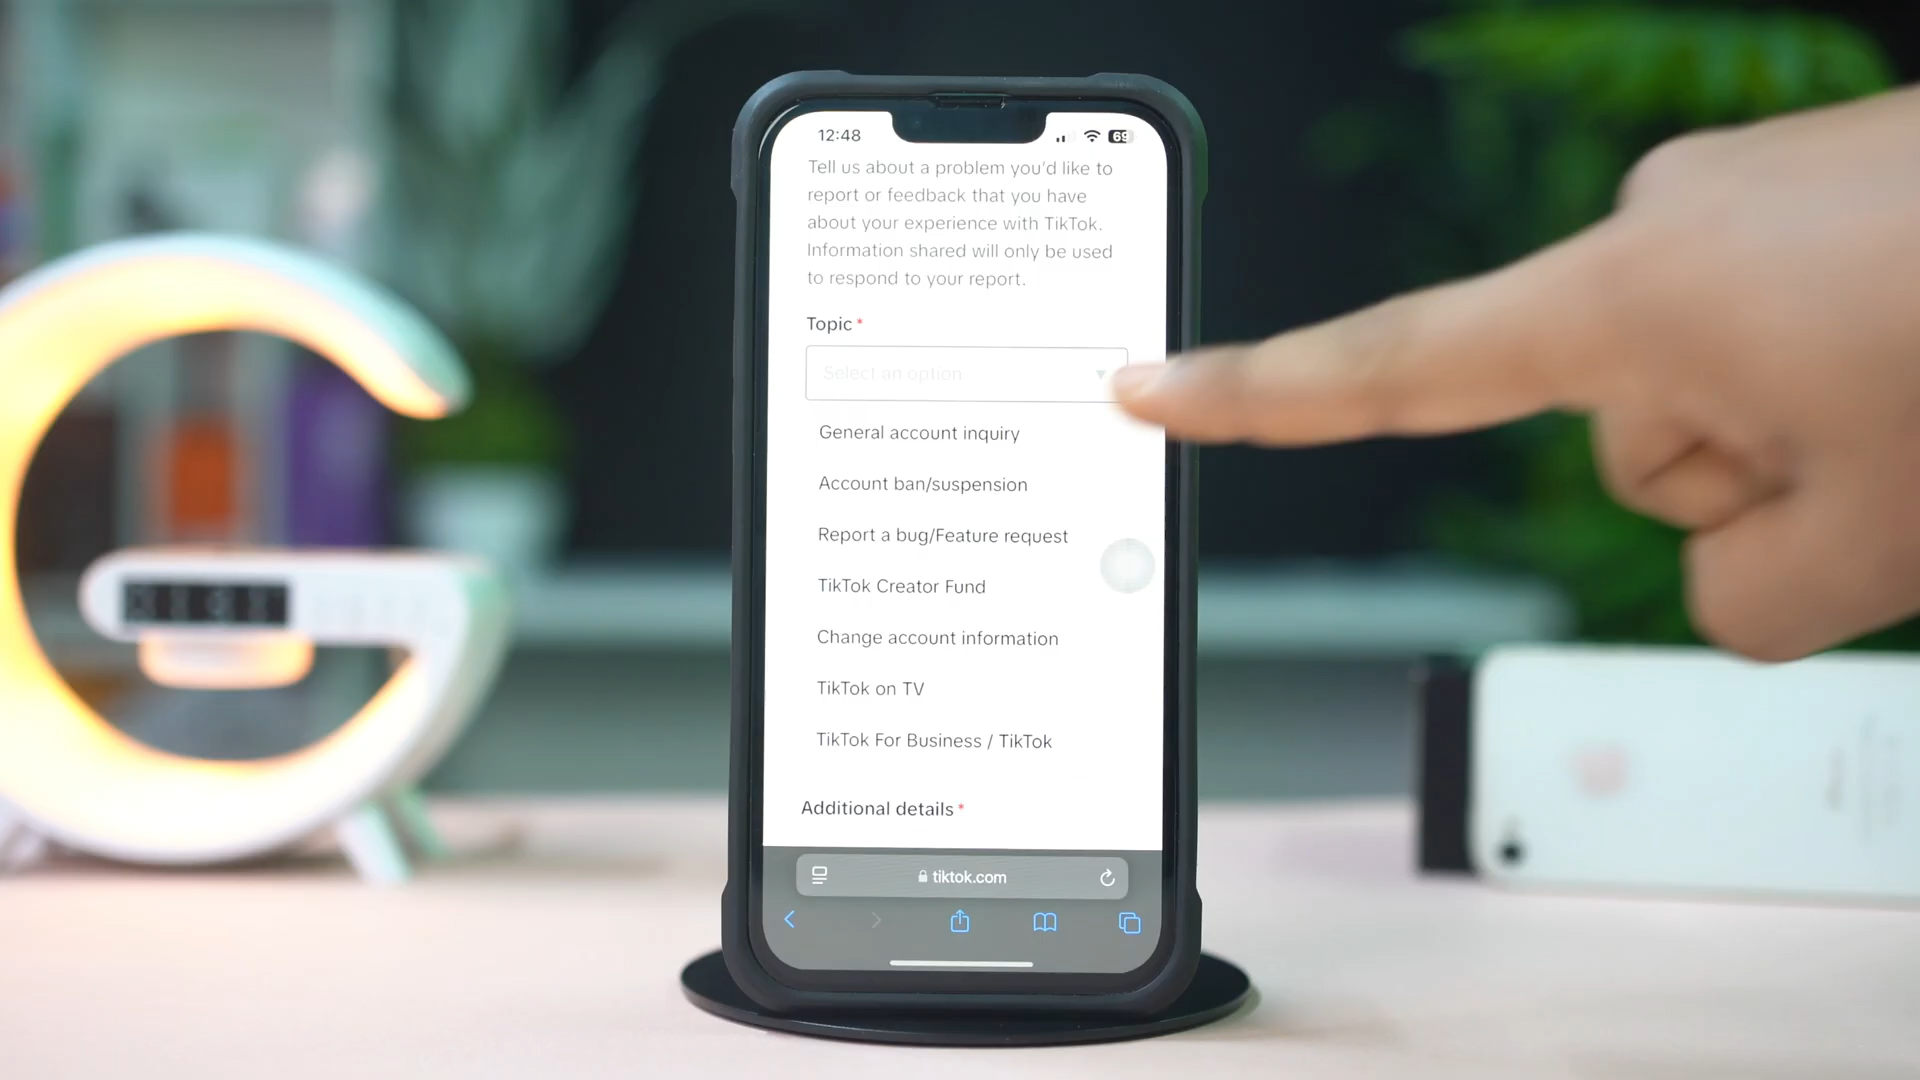 12:48
69
Tell us about a problem you'd like to
report or feedback that you have
about your experience with TikTok.
Information shared will only be used
to respond to your report.
Topic *
Select an option
General account inquiry
Account ban/suspension
Report a bug/Feature request
TikTok Creator Fund
Change account information
TikTok on TV
TikTok For Business / TikTok
Additional details *
tiktok.com